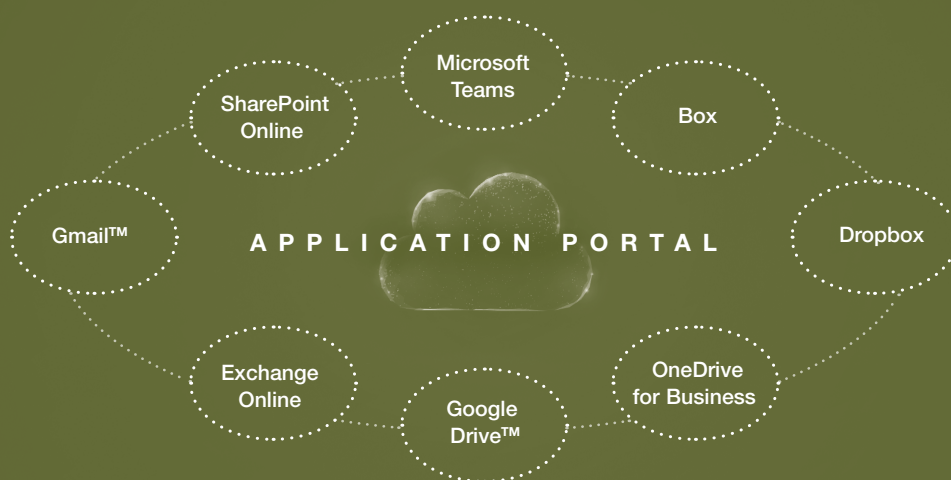 Microsoft
Teams
SharePoint
Online
Box
Gmail™
APPLICATION PORTAL
Dropbox
Exchange
Online
Google
Drive™
OneDrive
for Business